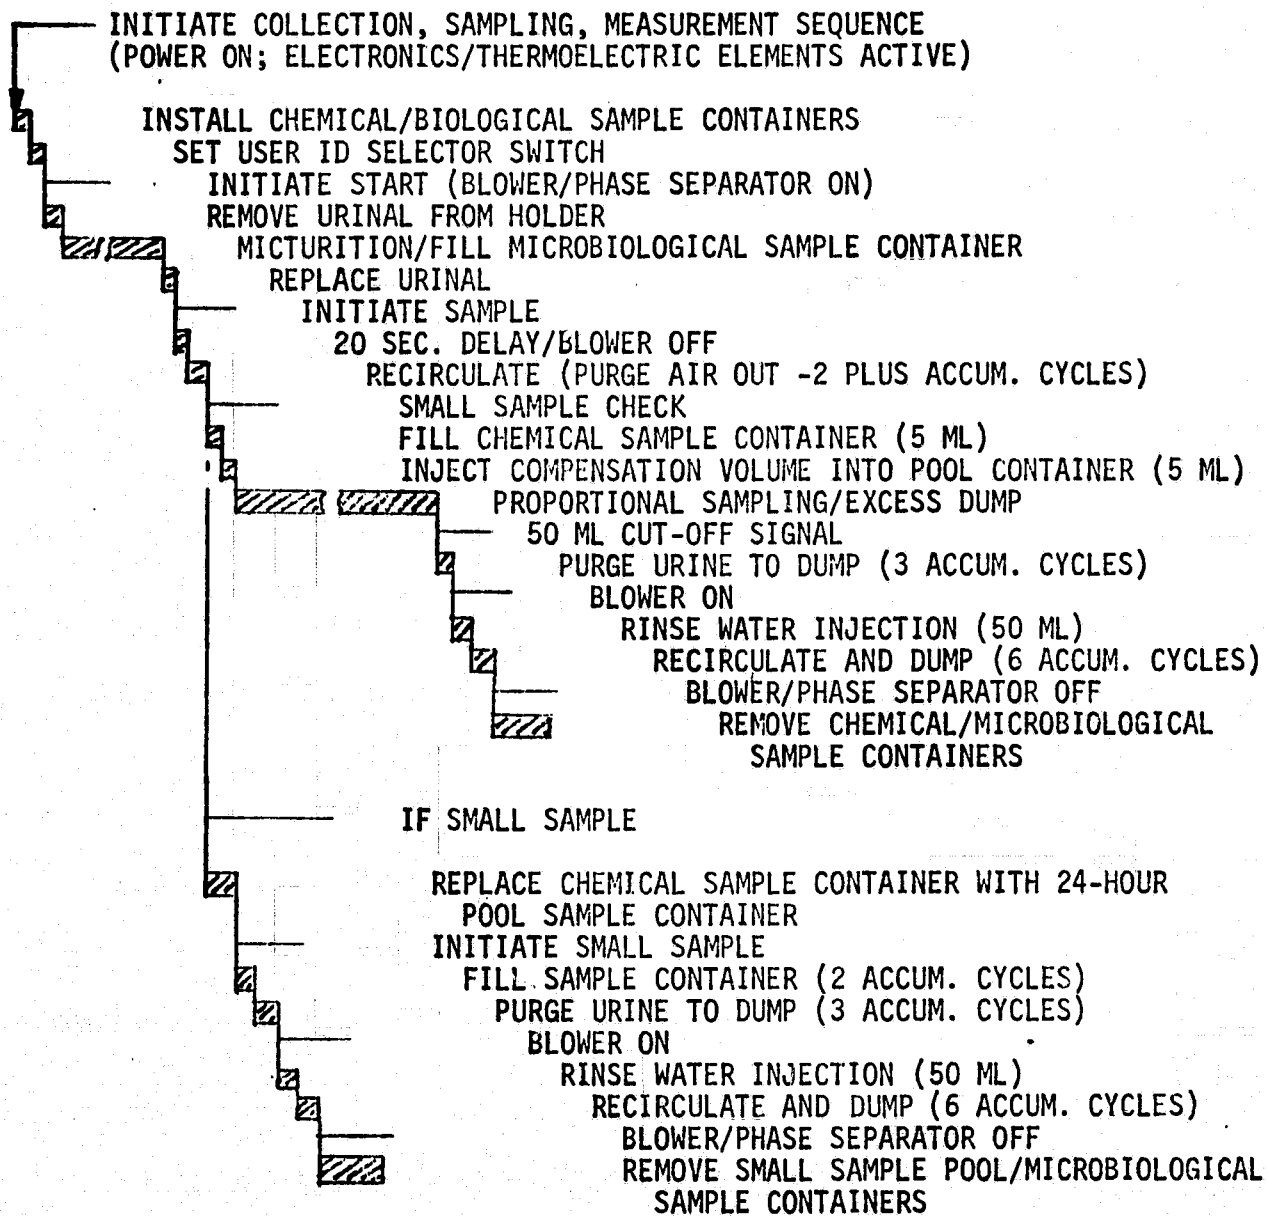 INITIATE COLLECTION, SAMPLING, MEASUREMENT SEQUENCE
(POWER ON; ELECTRONICS/THERMOELECTRIC ELEMENTS ACTIVE)
INSTALL CHEMICAL/BIOLOGICAL SAMPLE CONTAINERS
SET USER ID SELECTOR SWITCH
INITIATE START (BLOWER/PHASE SEPARATOR ON)
REMOVE URINAL FROM HOLDER
MICTURITION/FILL MICROBIOLOGICAL SAMPLE CONTAINER
REPLACE URINAL
INITIATE SAMPLE
20 SEC. DELAY/BLOWER OFF
RECIRCULATE (PURGE AIR OUT -2 PLUS ACCUM. CYCLES)
SMALL SAMPLE CHECK
FILL CHEMICAL SAMPLE CONTAINER (5 ML)
INJECT COMPENSATION VOLUME INTO POOL CONTAINER (5 ML)
PROPORTIONAL SAMPLING/EXCESS DUMP
50 ML CUT-OFF SIGNAL
PURGE URINE TO DUMP (3 ACCUM. CYCLES)
BLOWER ON
RINSE WATER INJECTION (50 ML)
RECIRCULATE AND DUMP (6 ACCUM. CYCLES)
BLOWER/PHASE SEPARATOR OFF
REMOVE CHEMICAL/MICROBIOLOGICAL
SAMPLE CONTAINERS
IF SMALL SAMPLE
REPLACE CHEMICAL SAMPLE CONTAINER WITH 24-HOUR
POOL SAMPLE CONTAINER
INITIATE SMALL SAMPLE
FILL SAMPLE CONTAINER (2 ACCUM. CYCLES)
PURGE URINE TO DUMP (3 ACCUM. CYCLES)
BLOWER ON
RINSE WATER INJECTION (50 ML)
RECIRCULATE AND DUMP (6 ACCUM. CYCLES)
BLOWER/PHASE SEPARATOR OFF
REMOVE SMALL SAMPLE POOL/MICROBIOLOGICAL
SAMPLE CONTAINERS